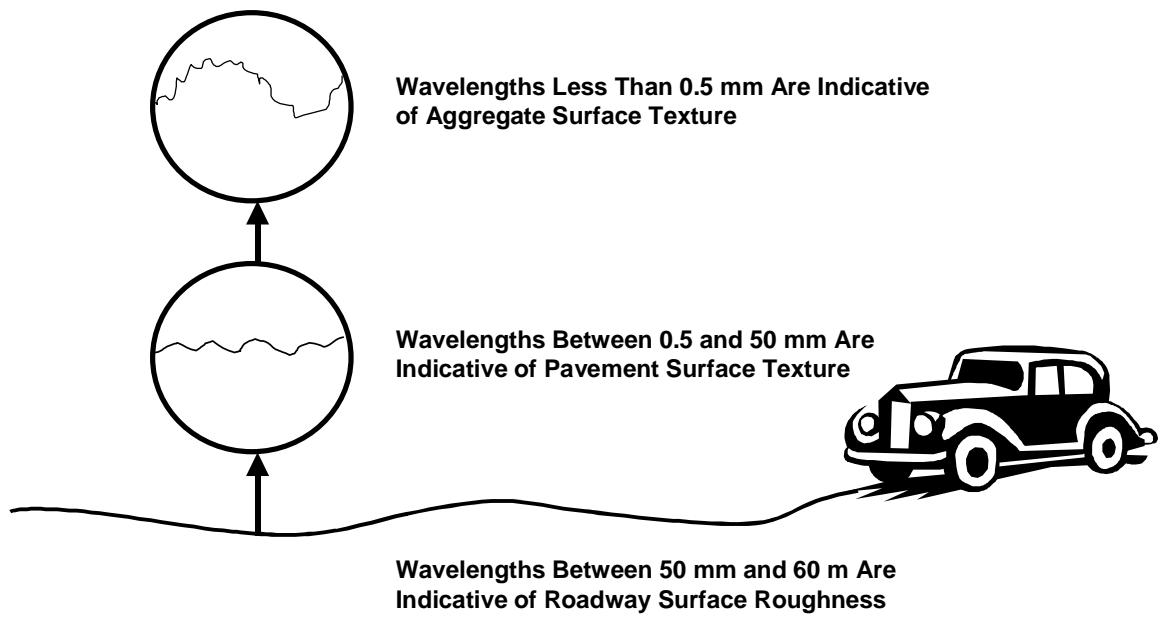 Wavelengths Less Than 0.5 mm Are Indicative
of Aggregate Surface Texture
Wavelengths Between 0.5 and 50 mm Are
Indicative of Pavement Surface Texture
Wavelengths Between 50 mm and 60 m Are
Indicative of Roadway Surface Roughness